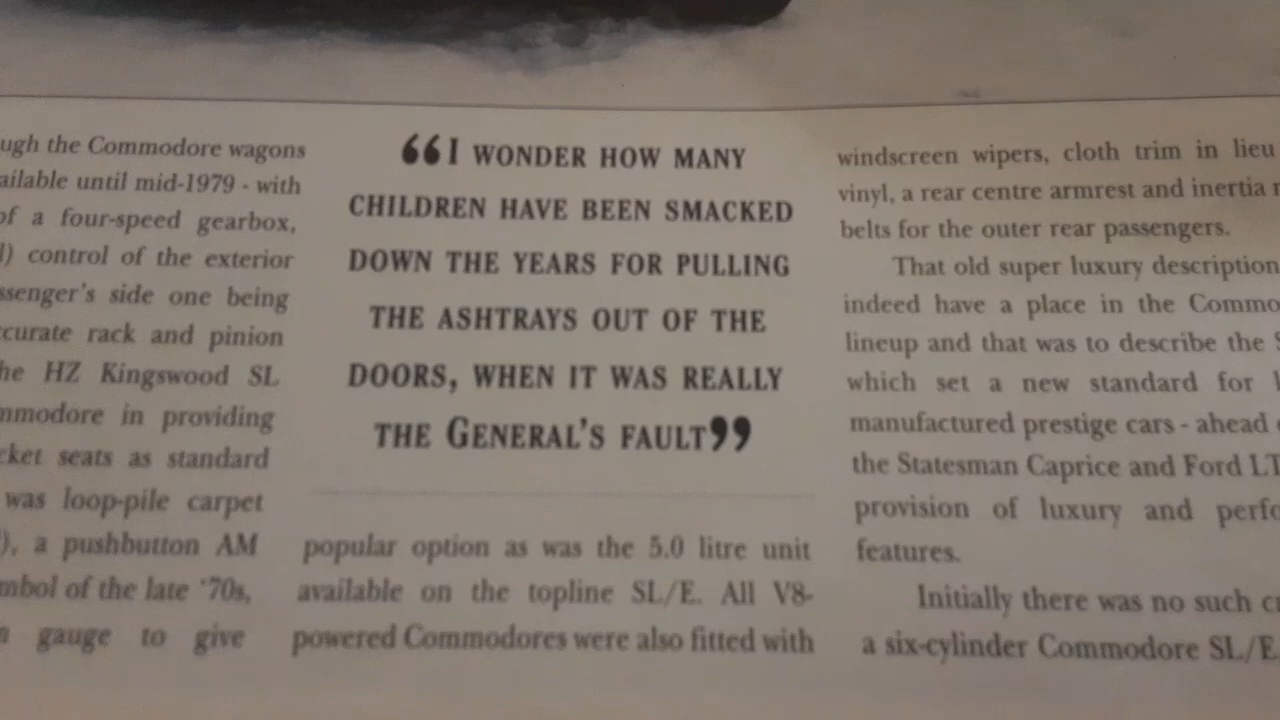 ugh the Commodore wagons
ailable until mid-1979 - with
of a four-speed gearbox,
l) control of the exterior
ssenger's side one being
ccurate rack and pinion
he HZ Kingswood SL
mmodore in providing
cket seats as standard
was loop-pile carpet
), a pushbutton AM
mbol of the late '70s,
gauge to give
“I WONDER HOW MANY
CHILDREN HAVE BEEN SMACKED
DOWN THE YEARS FOR PULLING
THE ASHTRAYS OUT OF THE
DOORS, WHEN IT WAS REALLY
THE GENERAL'S FAULT”
popular option as was the 5.0 litre unit
available on the topline SL/E. All V8-
powered Commodores were also fitted with
windscreen wipers, cloth trim in lieu
vinyl, a rear centre armrest and inertia
belts for the outer rear passengers.
That old super luxury description
indeed have a place in the Commo
lineup and that was to describe the S
which set a new standard for
manufactured prestige cars - ahead
the Statesman Caprice and Ford LT
provision of luxury and perfo
features.
Initially there was no such c
a six-cylinder Commodore SL/E